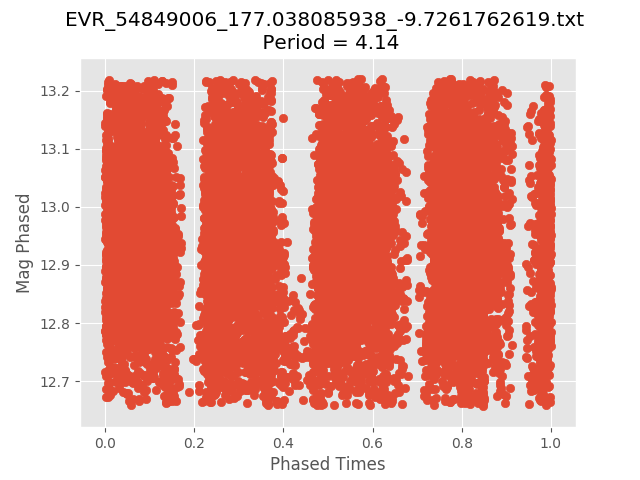 EVR_54849006_177.038085938_-9.7261762619.txt
Period = 4.14
Mag Phased
13.2
13.1
13.0
12.9
12.8
12.7
0.0 0.2 0.4 0.6 0.8 1.0
Phased Times